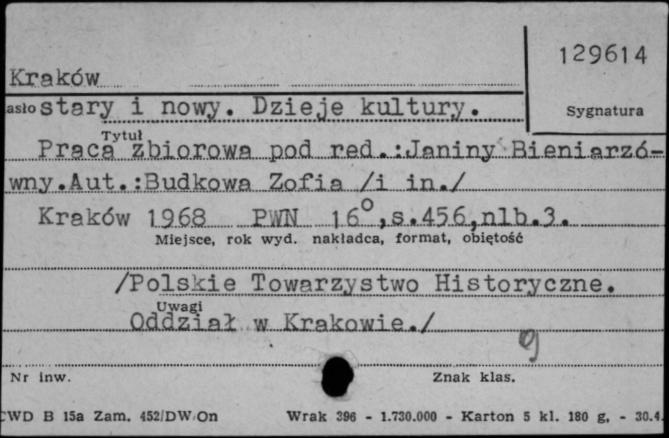 129614
Kraków
asło stary i nowy. Dzieje kultury.
Sygnatura
Tytuł
Praca zbiorowa pod red.:Janiny Bieniarzó-
wny.Aut.:Budkowa Zofia /i in./
Kraków 1968 PWN 16°,s.456,nlb.3.
Miejsce, rok wyd. nakładca, format, objętość
/Polskie Towarzystwo Historyczne.
Uwagi
Oddział w Krakowie./
Nr inw.
Znak klas.
CWD B 15a Zam. 452/DW/On Wrak 396 - 1.730.000 - Karton 5 kl. 180 g, - 30.4